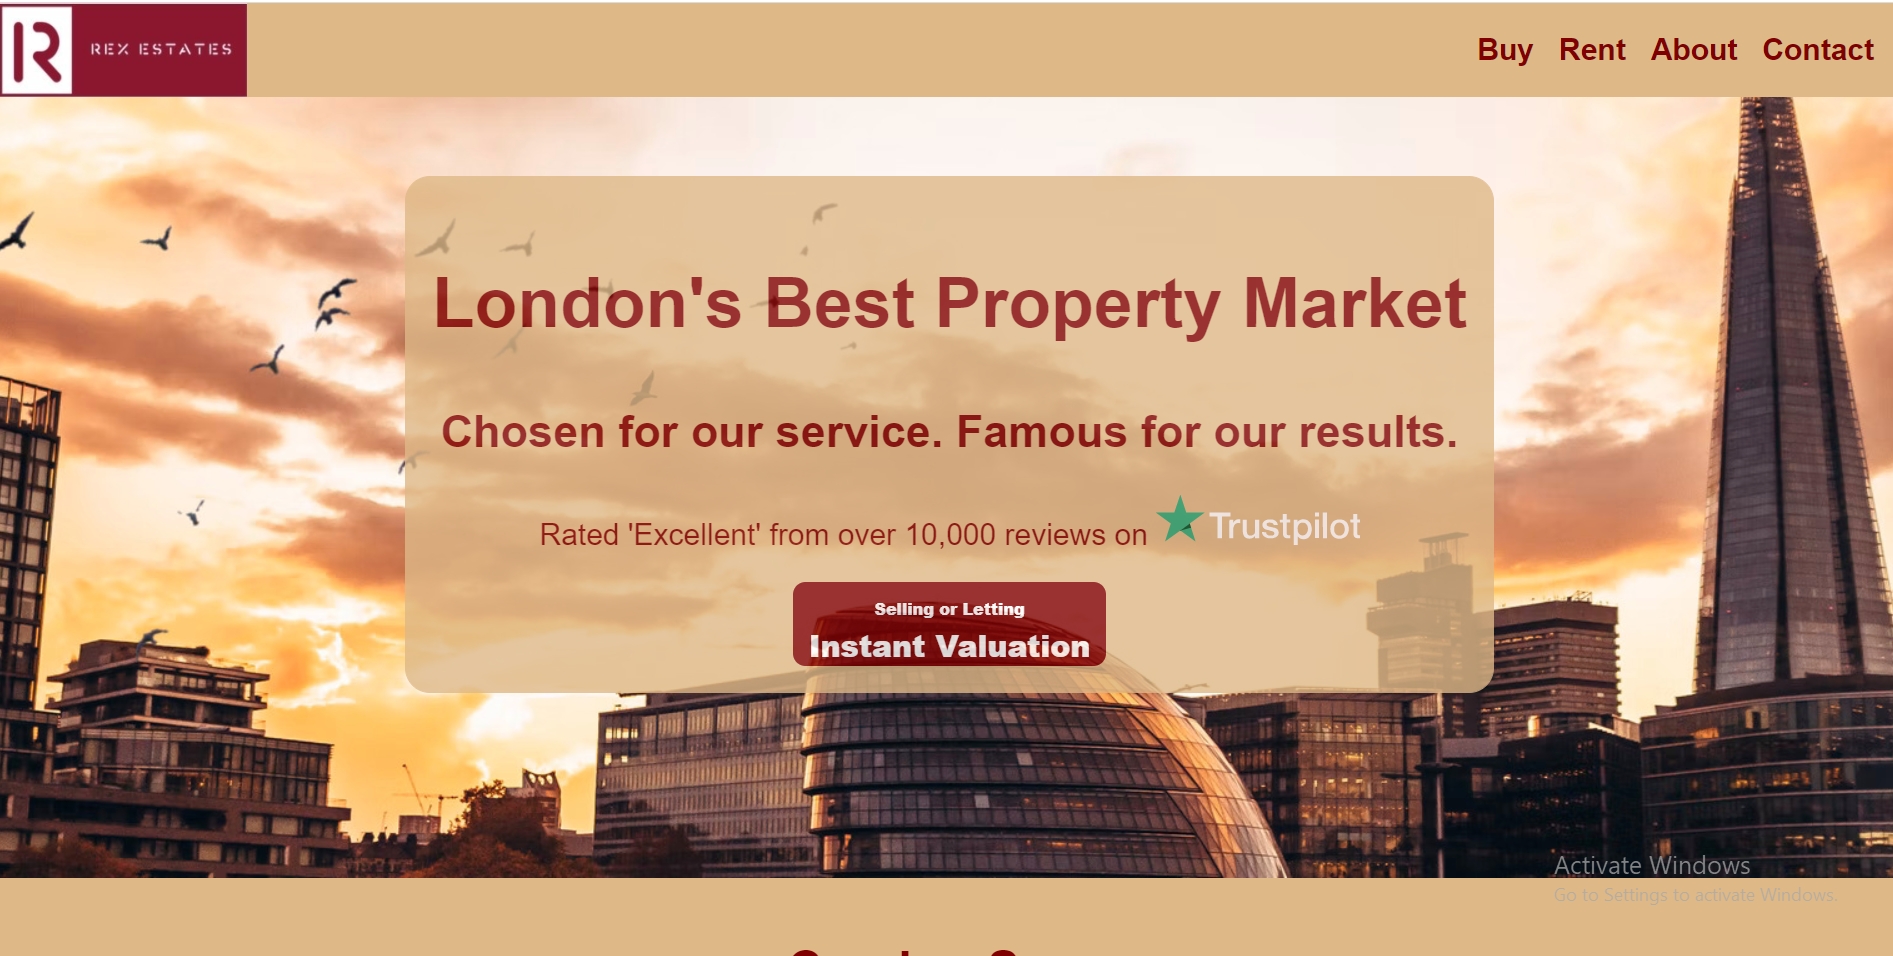 REX ESTATES
Buy Rent About Contact
London's Best Property Market
Chosen for our service. Famous for our results.
Rated 'Excellent' from over 10,000 reviews on Trustpilot
Selling or Letting
Instant Valuation
Activate Windows
Go to Settings to activate Windows.